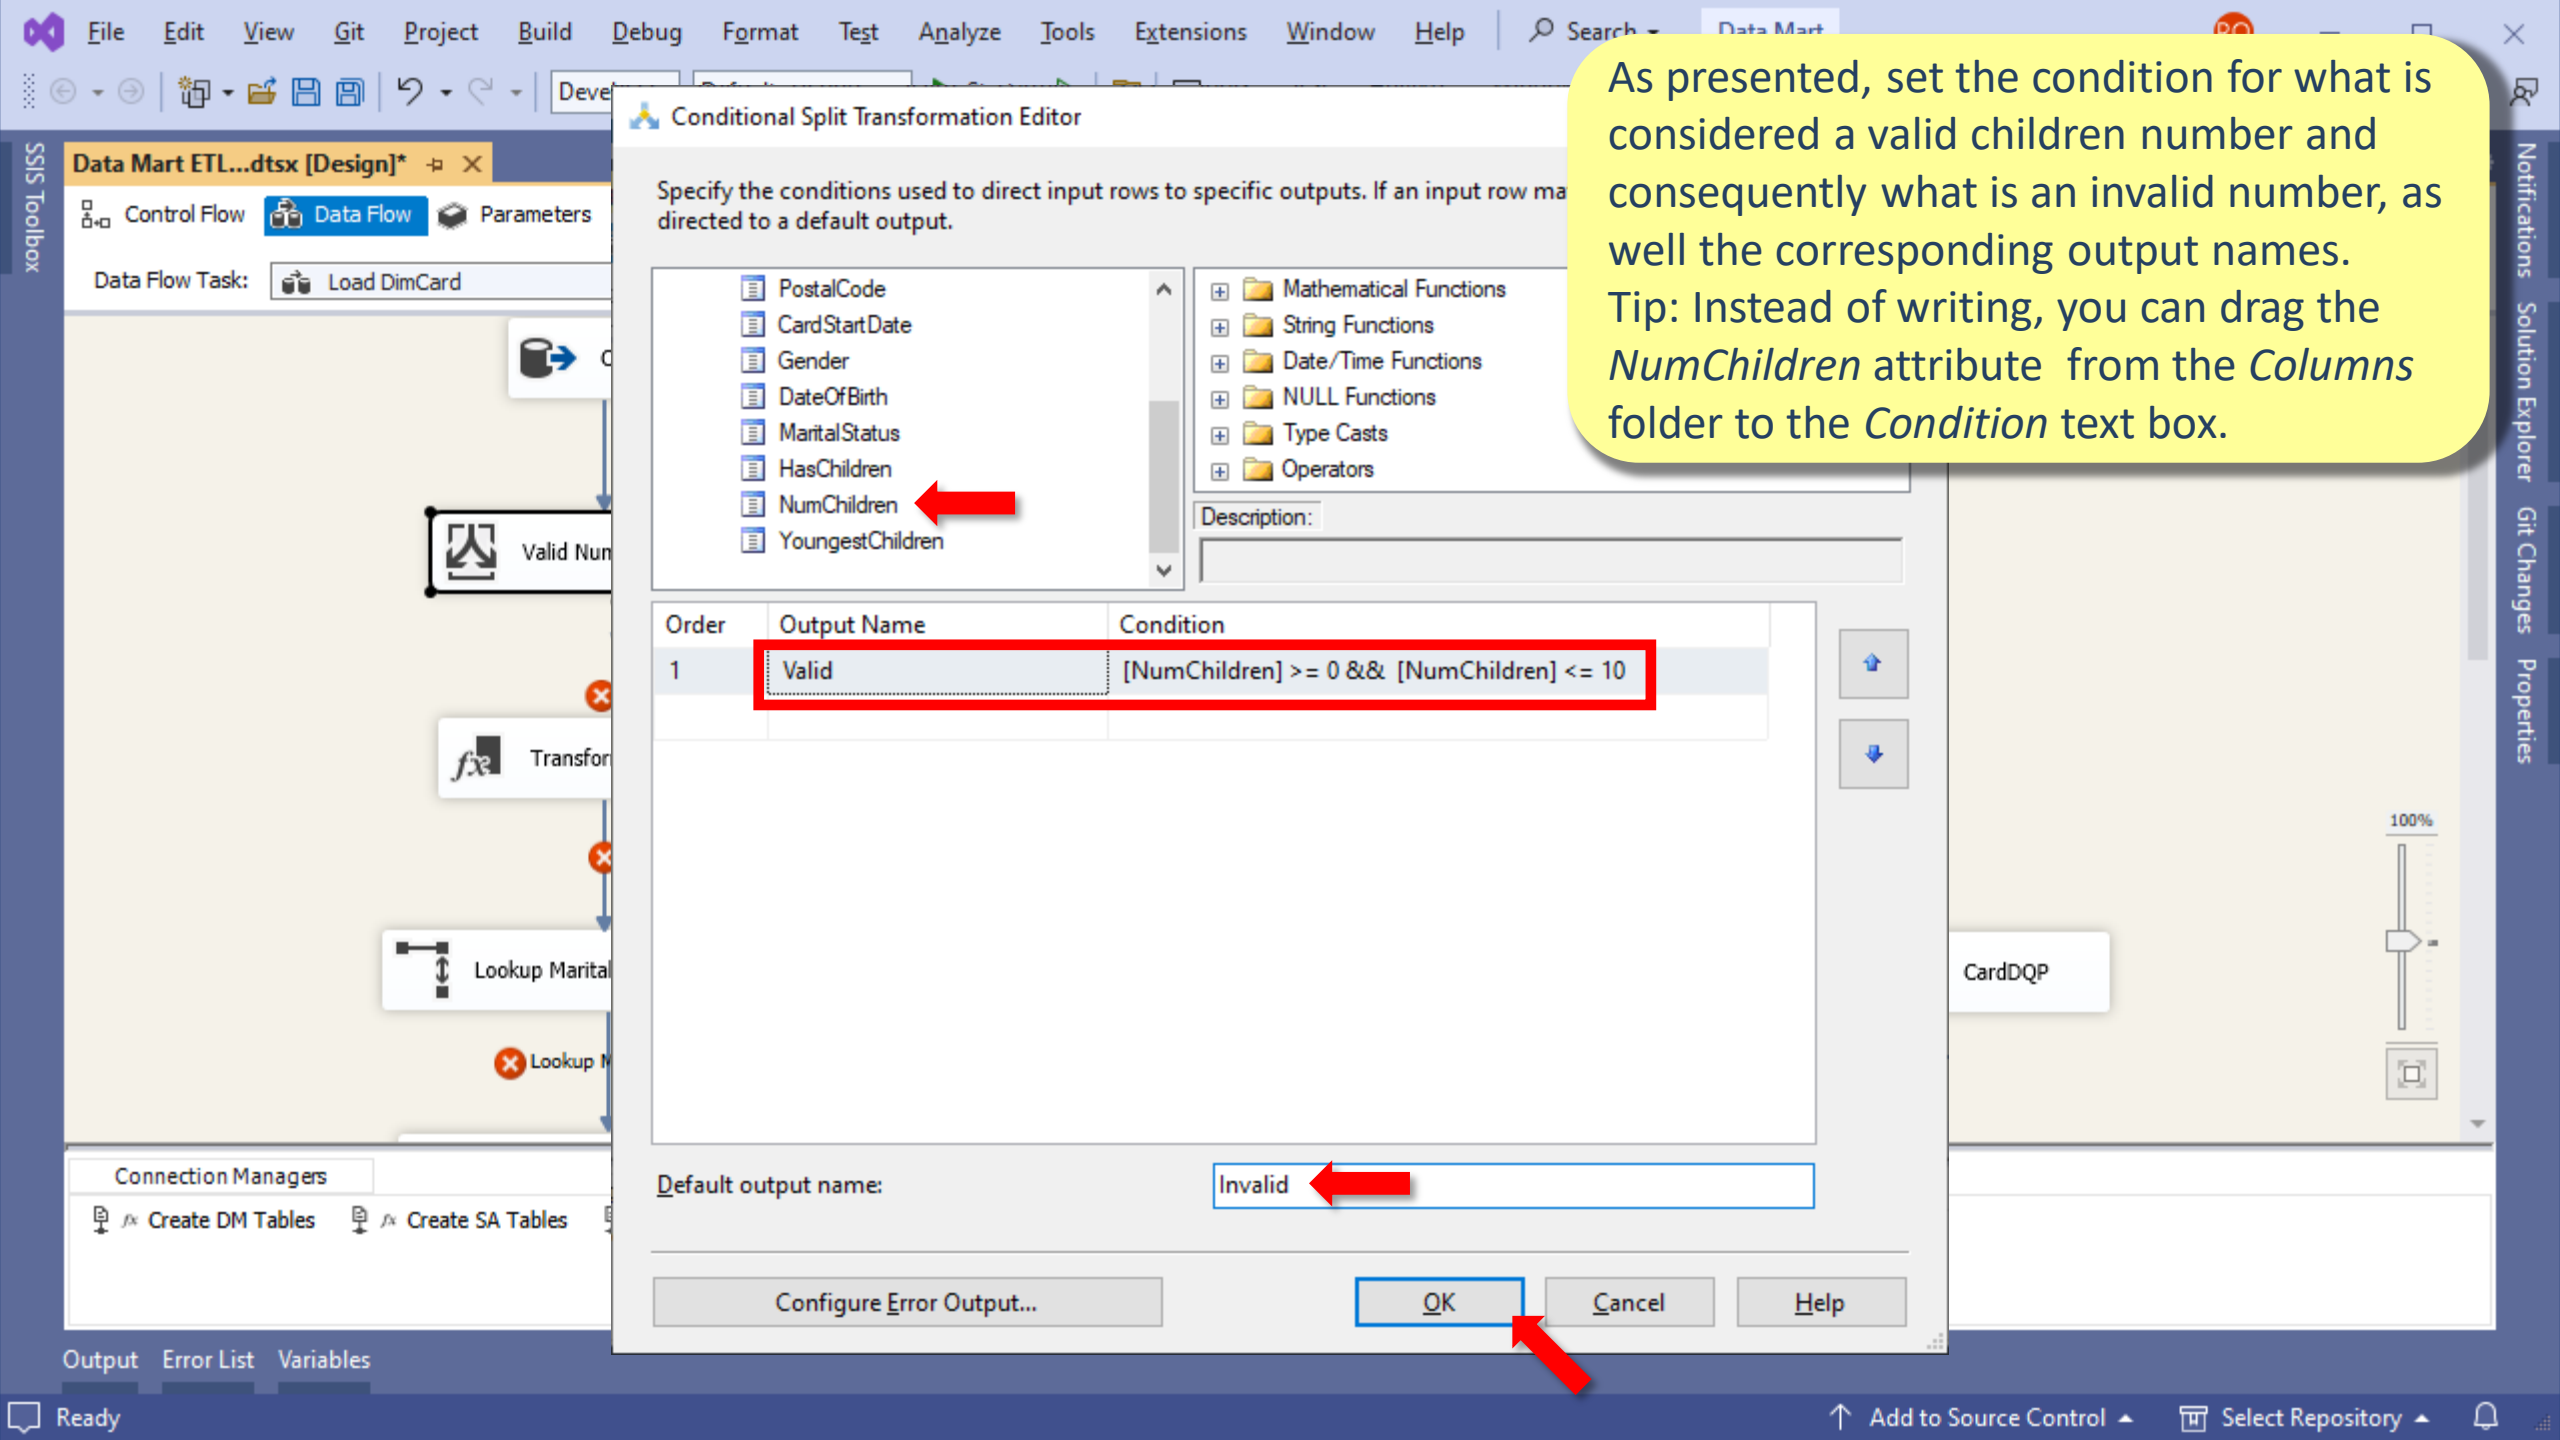 File Edit View Git Project Build Debug Format Test Analyze Tools Extensions Window Help Search Data Mart
As presented, set the condition for what is
considered a valid children number and
consequently what is an invalid number, as
well the corresponding output names.
Tip: Instead of writing, you can drag the
NumChildren attribute from the Columns
folder to the Condition text box.
Conditional Split Transformation Editor
SSIS Toolbox
Data Mart ETL...dtsx [Design]*
Control Flow Data Flow Parameters
Data Flow Task: Load DimCard
Specify the conditions used to direct input rows to specific outputs. If an input row
directed to a default output.
PostalCode
CardStartDate
Gender
DateOfBirth
MaritalStatus
HasChildren
NumChildren
YoungestChildren
Mathematical Functions
String Functions
Date/Time Functions
NULL Functions
Type Casts
Operators
Description:
Valid
Order Output Name Condition
1 Valid [NumChildren] >= 0 && [NumChildren] <= 10
Lookup
Lookup
CardDQP
100%
Default output name: Invalid
Configure Error Output... OK Cancel Help
Connection Managers
Create DM Tables Create SA Tables
Output Error List Variables
Ready Add to Source Control Select Repository
Notifications
Solution Explorer
Git Changes
Properties